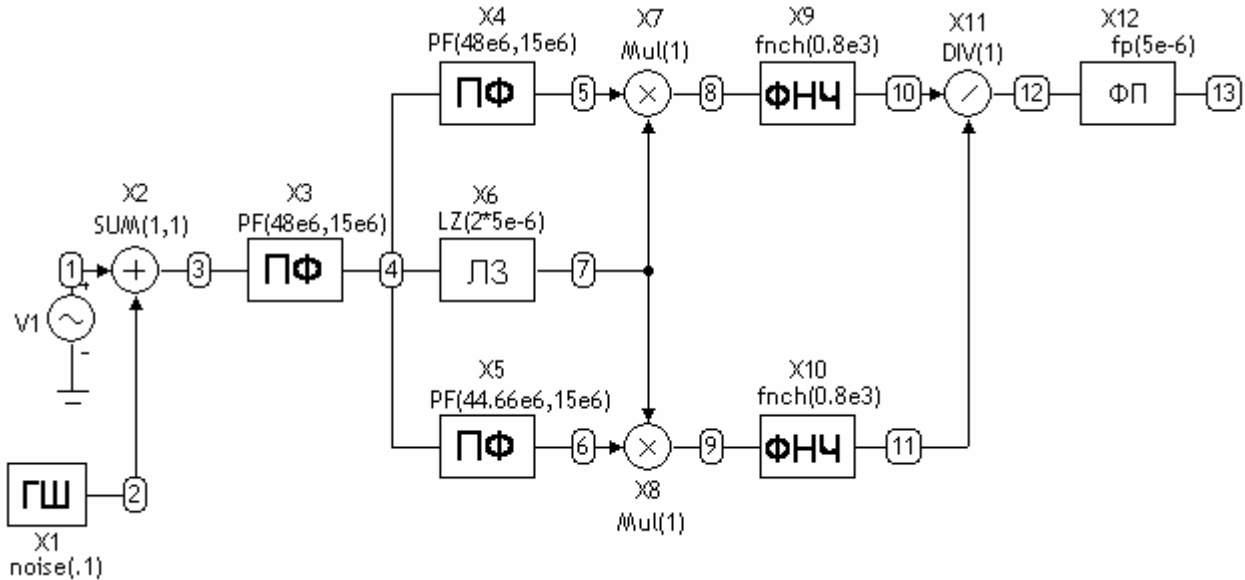 X4
PF(48e6,15e6)
ПФ
5
X7
Mul(1)
×
8
X9
fnch(0.8e3)
ФНЧ
10
X11
DIV(1)
/
12
X12
fp(5e-6)
ФП
13
X2
SUM(1,1)
1
+
+
3
V1
-
X3
PF(48e6,15e6)
ПФ
4
X6
LZ(2*5e-6)
ЛЗ
7
X5
PF(44.66e6,15e6)
ПФ
6
×
X8
Mul(1)
9
X10
fnch(0.8e3)
ФНЧ
11
ГШ
2
X1
noise(.1)